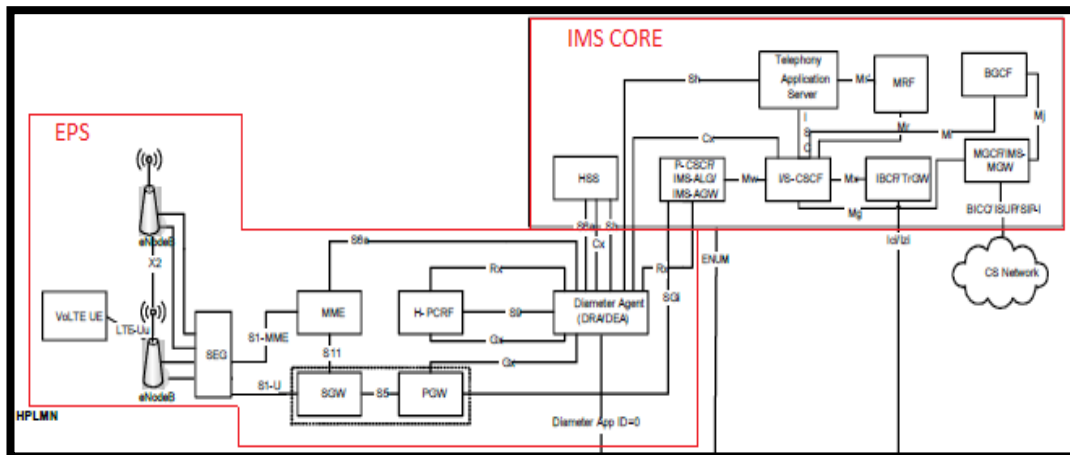 IMS CORE
Telephony
Application
Server
MRF
BGCF
Sh
Mr'
Mr
Mj
I
S
C
Mi
EPS
Cx
HSS
P- CSCF/
IMS-ALG/
IMS-AGW
Mw
I/S-CSCF
Mx
IBCF/TrGW
MGCF/IMS-
MGW
Mg
BICC/ISUP/SIP-I
eNodeB
S6a
Cx
Sh
S6a
Rx
Rx
ENUM
Ici/Izi
CS Network
X2
SGi
VoLTE UE
LTE-Uu
MME
H- PCRF
S9
Diameter Agent
(DRA/DEA)
S1-MME
SEG
Gx
S11
Gx
S1-U
SGW
S5
PGW
eNodeB
HPLMN
Diameter App ID=0